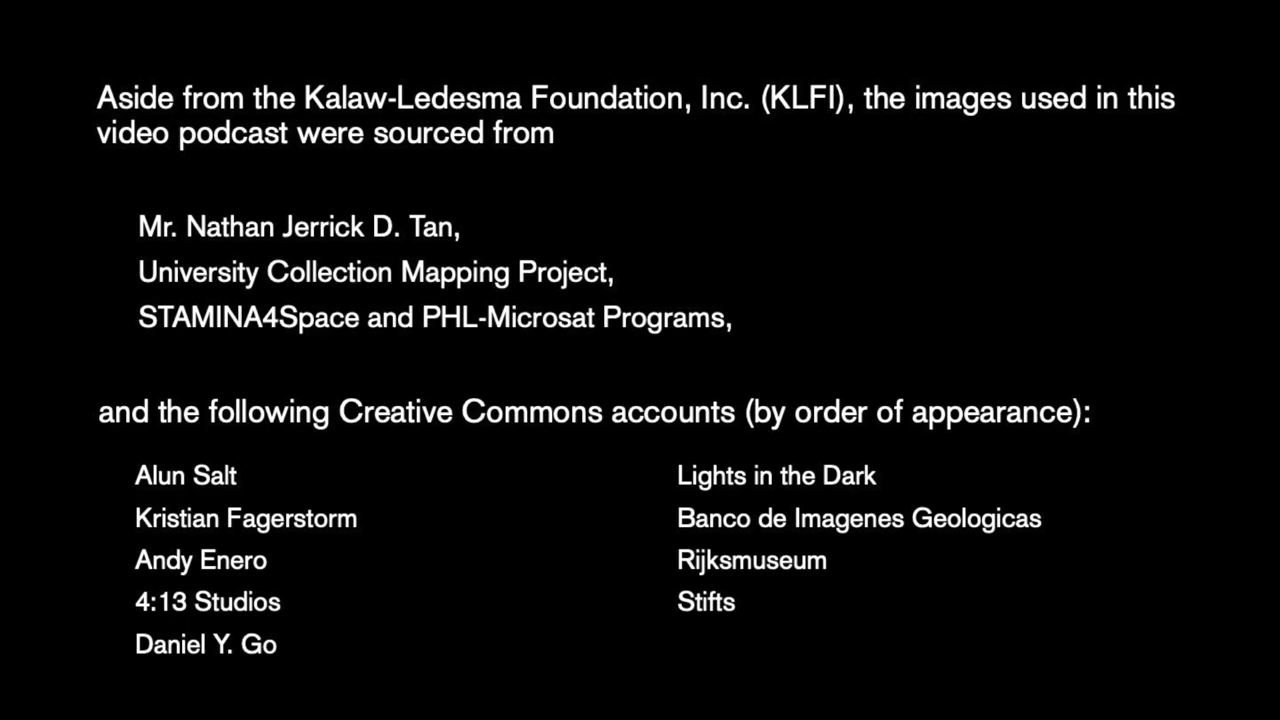 Aside from the Kalaw-Ledesma Foundation, Inc. (KLFI), the images used in this
video podcast were sourced from
Mr. Nathan Jerrick D. Tan,
University Collection Mapping Project,
STAMINA4Space and PHL-Microsat Programs,
and the following Creative Commons accounts (by order of appearance):
Alun Salt
Kristian Fagerstorm
Andy Enero
4:13 Studios
Daniel Y. Go
Lights in the Dark
Banco de Imagenes Geologicas
Rijksmuseum
Stifts